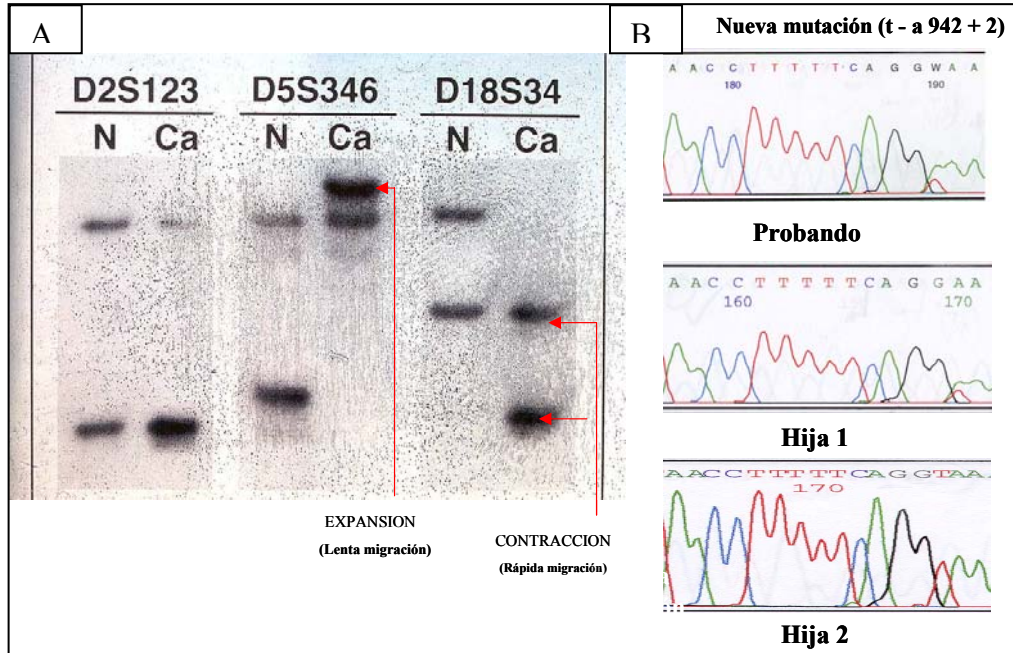 A
D2S123 D5S346 D18S34
N Ca N Ca N Ca
EXPANSION
(Lenta migración)
CONTRACCION
(Rápida migración)
B
Nueva mutación (t - a 942 + 2)
A A C C T T T T T C A G G W A A
180 190
Probando
A A C C T T T T T C A G G A A
160 170
Hija 1
AACCTTTTTCAGGTAA
170
Hija 2